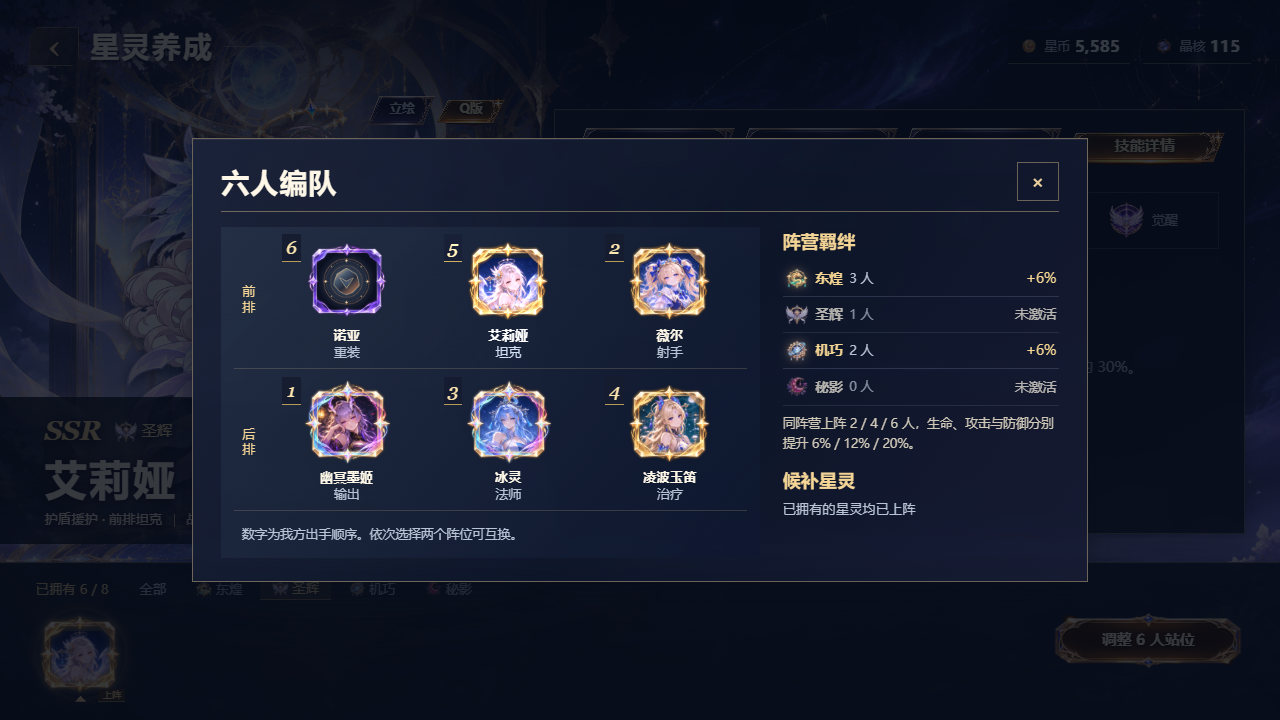 星灵养成
星币 5,585
晶核 115
立绘
Q版
技能详情
觉醒
六人编队
×
前排
6
诺亚
重装
5
艾莉娅
坦克
2
薇尔
射手
后排
1
幽冥墨姬
输出
3
冰灵
法师
4
凌波玉笛
治疗
数字为我方出手顺序。依次选择两个阵位可互换。
阵营羁绊
东煌 3 人 +6%
圣辉 1 人 未激活
机巧 2 人 +6%
秘影 0 人 未激活
同阵营上阵 2 / 4 / 6 人，生命、攻击与防御分别
提升 6% / 12% / 20%。
候补星灵
已拥有的星灵均已上阵
30%。
SSR 圣辉
艾莉娅
护盾援护 · 前排坦克
已拥有 6 / 8 全部 东煌 圣辉 机巧 秘影
上阵
调整 6 人站位